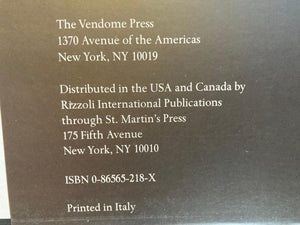 The Vendome Press
1370 Avenue of the Americas
New York, NY 10019
Distributed in the USA and Canada by
Rizzoli International Publications
through St. Martin's Press
175 Fifth Avenue
New York, NY 10010
ISBN 0-86565-218-X
Printed in Italy